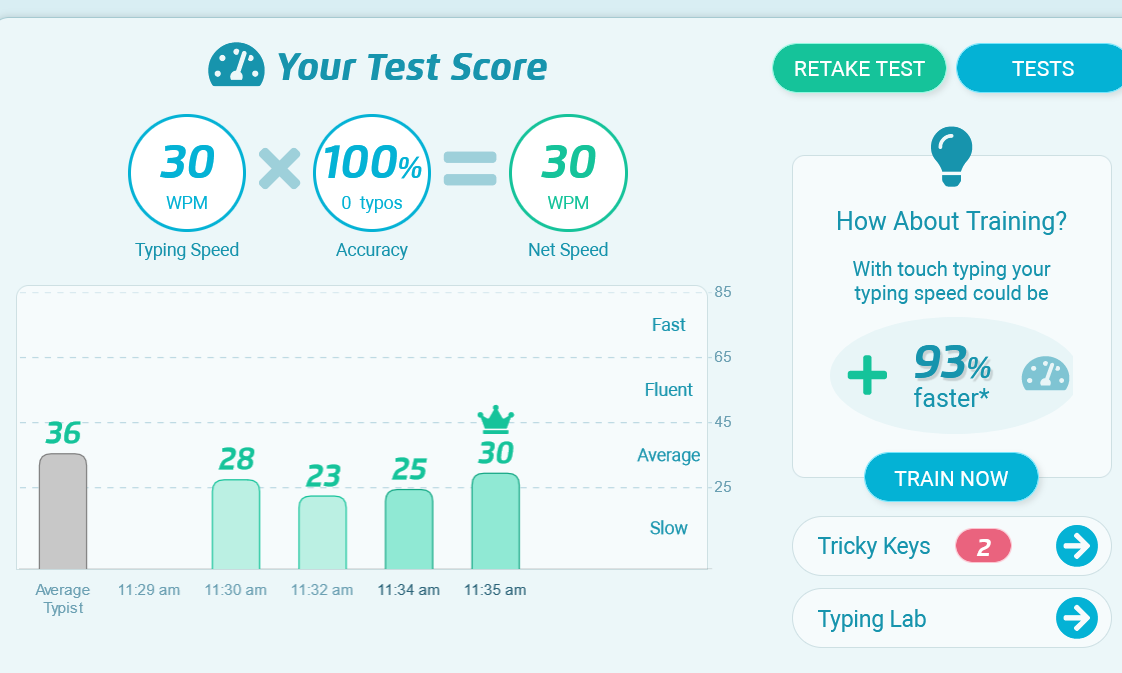 Your Test Score
RETAKE TEST
TESTS
30
WPM
Typing Speed
100%
0 typos
Accuracy
30
WPM
Net Speed
How About Training?
With touch typing your
typing speed could be
93%
faster*
TRAIN NOW
Tricky Keys 2
Typing Lab
85
Fast
65
Fluent
45
Average
25
Slow
36
28
23
25
30
Average
Typist
11:29 am
11:30 am
11:32 am
11:34 am
11:35 am